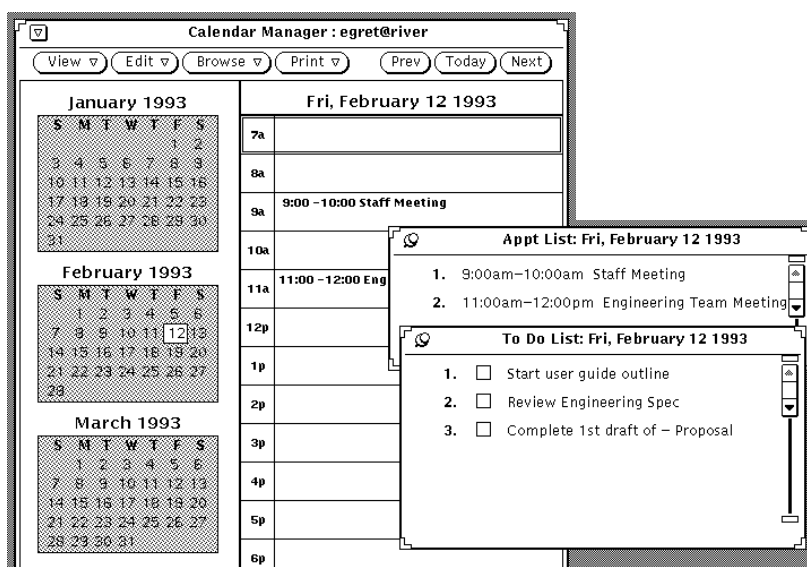 Calendar Manager : egret@river
View Edit Browse Print Prev Today Next
January 1993
S M T W T F S
1 2
3 4 5 6 7 8 9
10 11 12 13 14 15 16
17 18 19 20 21 22 23
24 25 26 27 28 29 30
31
February 1993
S M T W T F S
1 2 3 4 5 6
7 8 9 10 11 12 13
14 15 16 17 18 19 20
21 22 23 24 25 26 27
28
March 1993
S M T W T F S
1 2 3 4 5 6
7 8 9 10 11 12 13
14 15 16 17 18 19 20
21 22 23 24 25 26 27
28 29 30 31
Fri, February 12 1993
7a
8a
9a 9:00 -10:00 Staff Meeting
10a
11a 11:00 -12:00 Eng
12p
1p
2p
3p
4p
5p
6p
Appt List: Fri, February 12 1993
1. 9:00am-10:00am Staff Meeting
2. 11:00am-12:00pm Engineering Team Meeting
To Do List: Fri, February 12 1993
1. Start user guide outline
2. Review Engineering Spec
3. Complete 1st draft of - Proposal